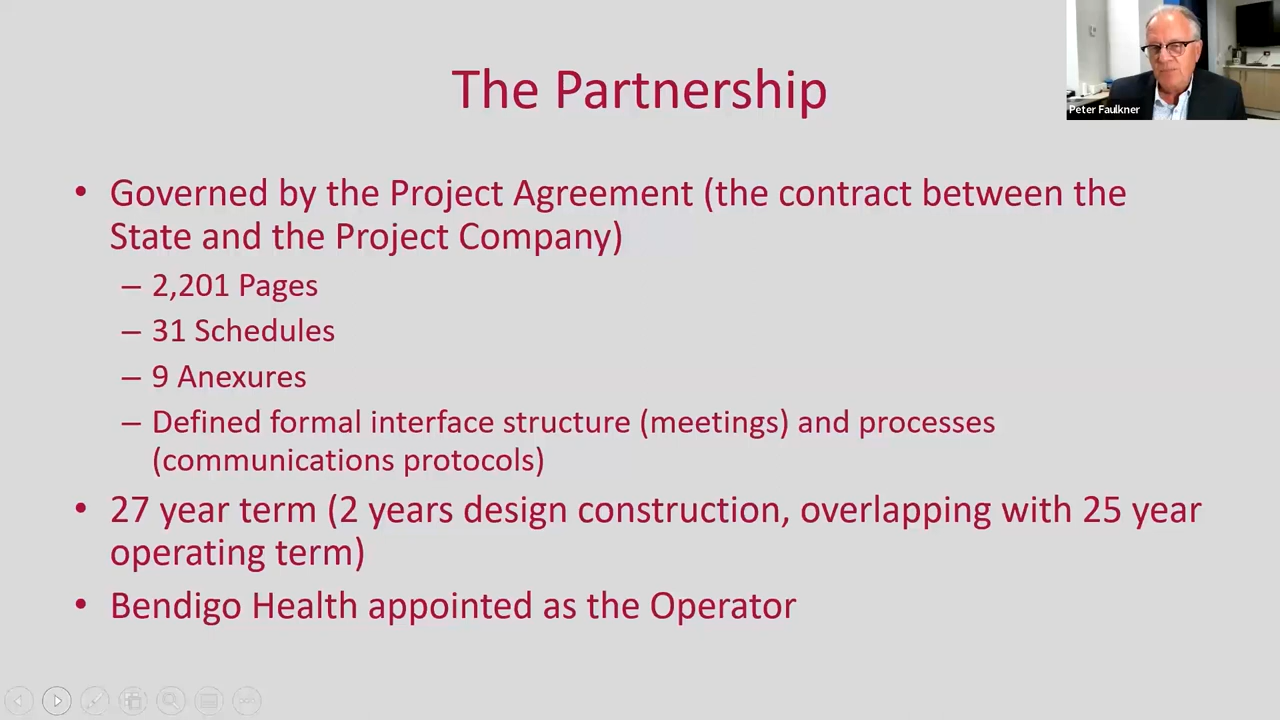 The Partnership
Peter Faulkner
• Governed by the Project Agreement (the contract between the
State and the Project Company)
– 2,201 Pages
– 31 Schedules
– 9 Anexures
– Defined formal interface structure (meetings) and processes
(communications protocols)
• 27 year term (2 years design construction, overlapping with 25 year
operating term)
• Bendigo Health appointed as the Operator